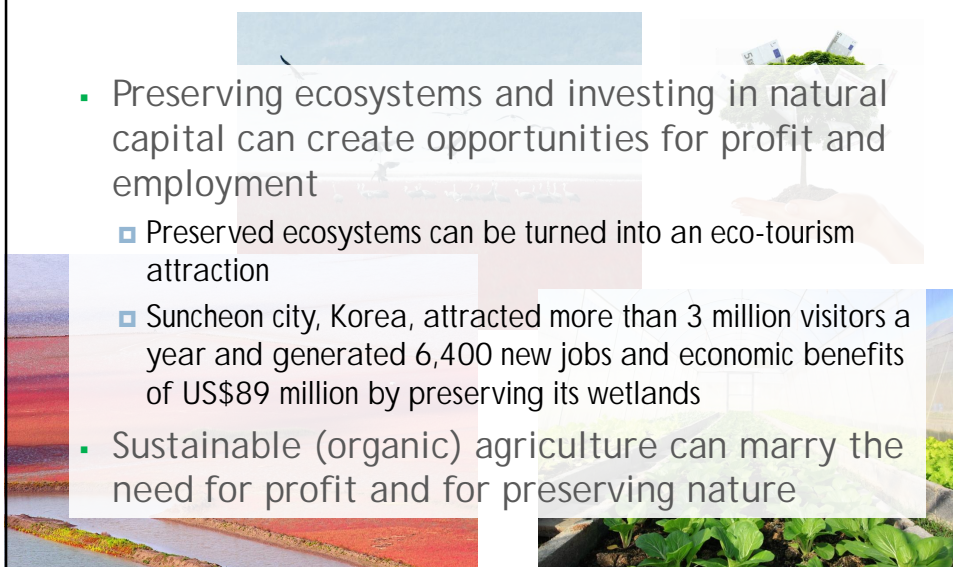 ▪ Preserving ecosystems and investing in natural
capital can create opportunities for profit and
employment
◘ Preserved ecosystems can be turned into an eco-tourism
attraction
◘ Suncheon city, Korea, attracted more than 3 million visitors a
year and generated 6,400 new jobs and economic benefits
of US$89 million by preserving its wetlands
▪ Sustainable (organic) agriculture can marry the
need for profit and for preserving nature